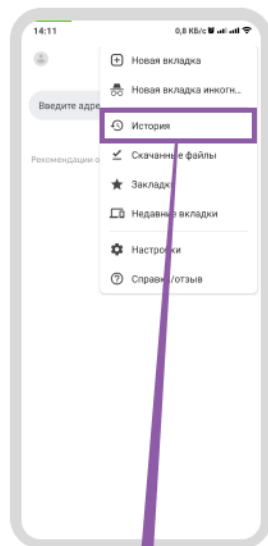 14:11 0,8 КБ/с
Новая вкладка
Новая вкладка инкогн...
Введите адре
История
Рекомендации о
Скачанные файлы
Закладки
Недавние вкладки
Настройки
Справка/отзыв